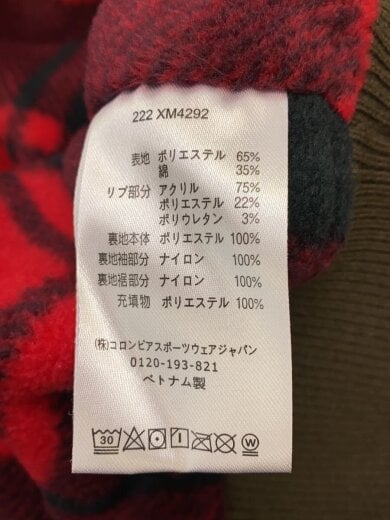 222 XM4292
表地 ポリエステル 65%
綿 35%
リブ部分 アクリル 75%
ポリエステル 22%
ポリウレタン 3%
裏地本体 ポリエステル 100%
裏地袖部分 ナイロン 100%
裏地裾部分 ナイロン 100%
充填物 ポリエステル 100%
(株)コロンビアスポーツウェアジャパン
0120-193-821
ベトナム製
30 W